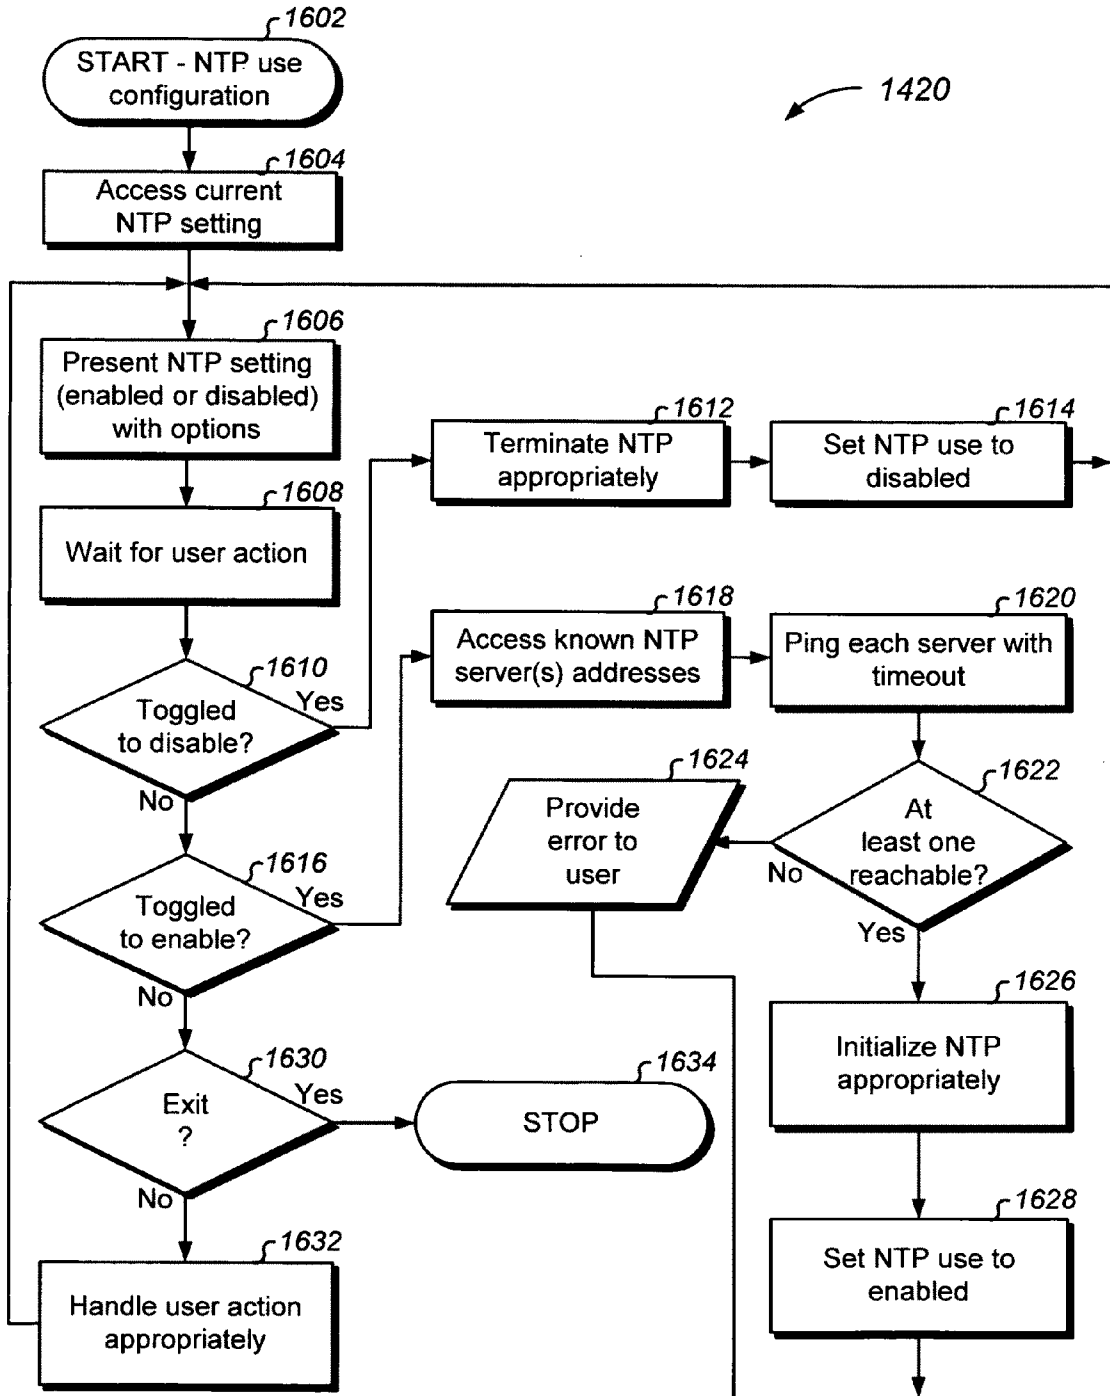 1602
START - NTP use
configuration
1420
1604
Access current
NTP setting
1606
Present NTP setting
(enabled or disabled)
with options
1612
Terminate NTP
appropriately
1614
Set NTP use to
disabled
1608
Wait for user action
1618
Access known NTP
server(s) addresses
1620
Ping each server with
timeout
1610
Yes
Toggled
to disable?
No
1624
Provide
error to
user
1622
At
least one
reachable?
No
Yes
1616
Yes
Toggled
to enable?
No
1626
Initialize NTP
appropriately
1630
Yes
Exit
?
No
1634
STOP
1628
Set NTP use to
enabled
1632
Handle user action
appropriately